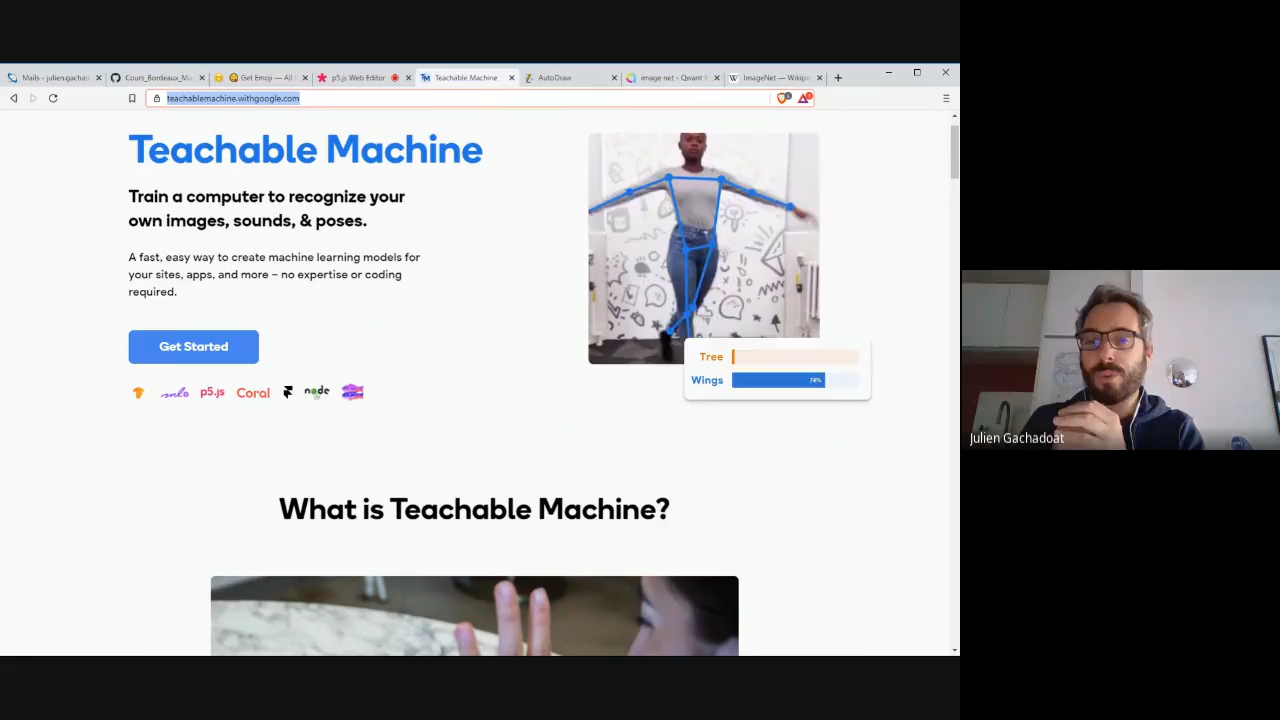 Mails - julien.gachad
Cours_Bordeaux_Mo
Get Emoji — All
p5.js Web Editor
Teachable Machine
AutoDraw
image net - Qwant
ImageNet — Wikip
teachablemachine.withgoogle.com
Teachable Machine
Train a computer to recognize your
own images, sounds, & poses.
A fast, easy way to create machine learning models for
your sites, apps, and more – no expertise or coding
required.
Get Started
p5.js Coral node
Tree
Wings
What is Teachable Machine?
Julien Gachadoat